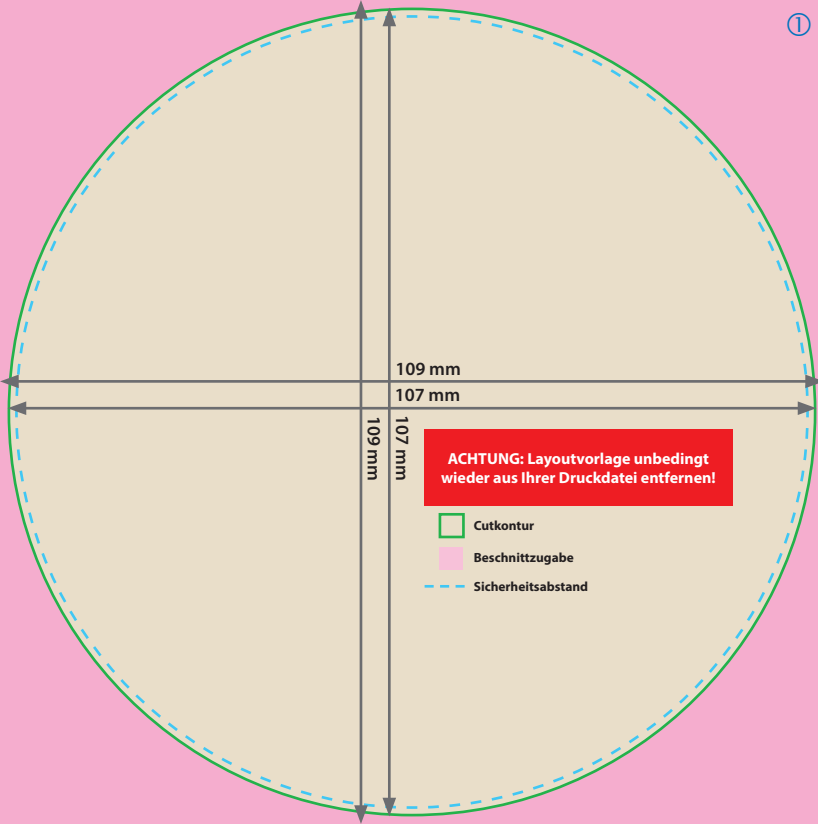 ①
109 mm
107 mm
109 mm
107 mm
ACHTUNG: Layoutvorlage unbedingt
wieder aus Ihrer Druckdatei entfernen!
Cutkontur
Beschnittzugabe
Sicherheitsabstand